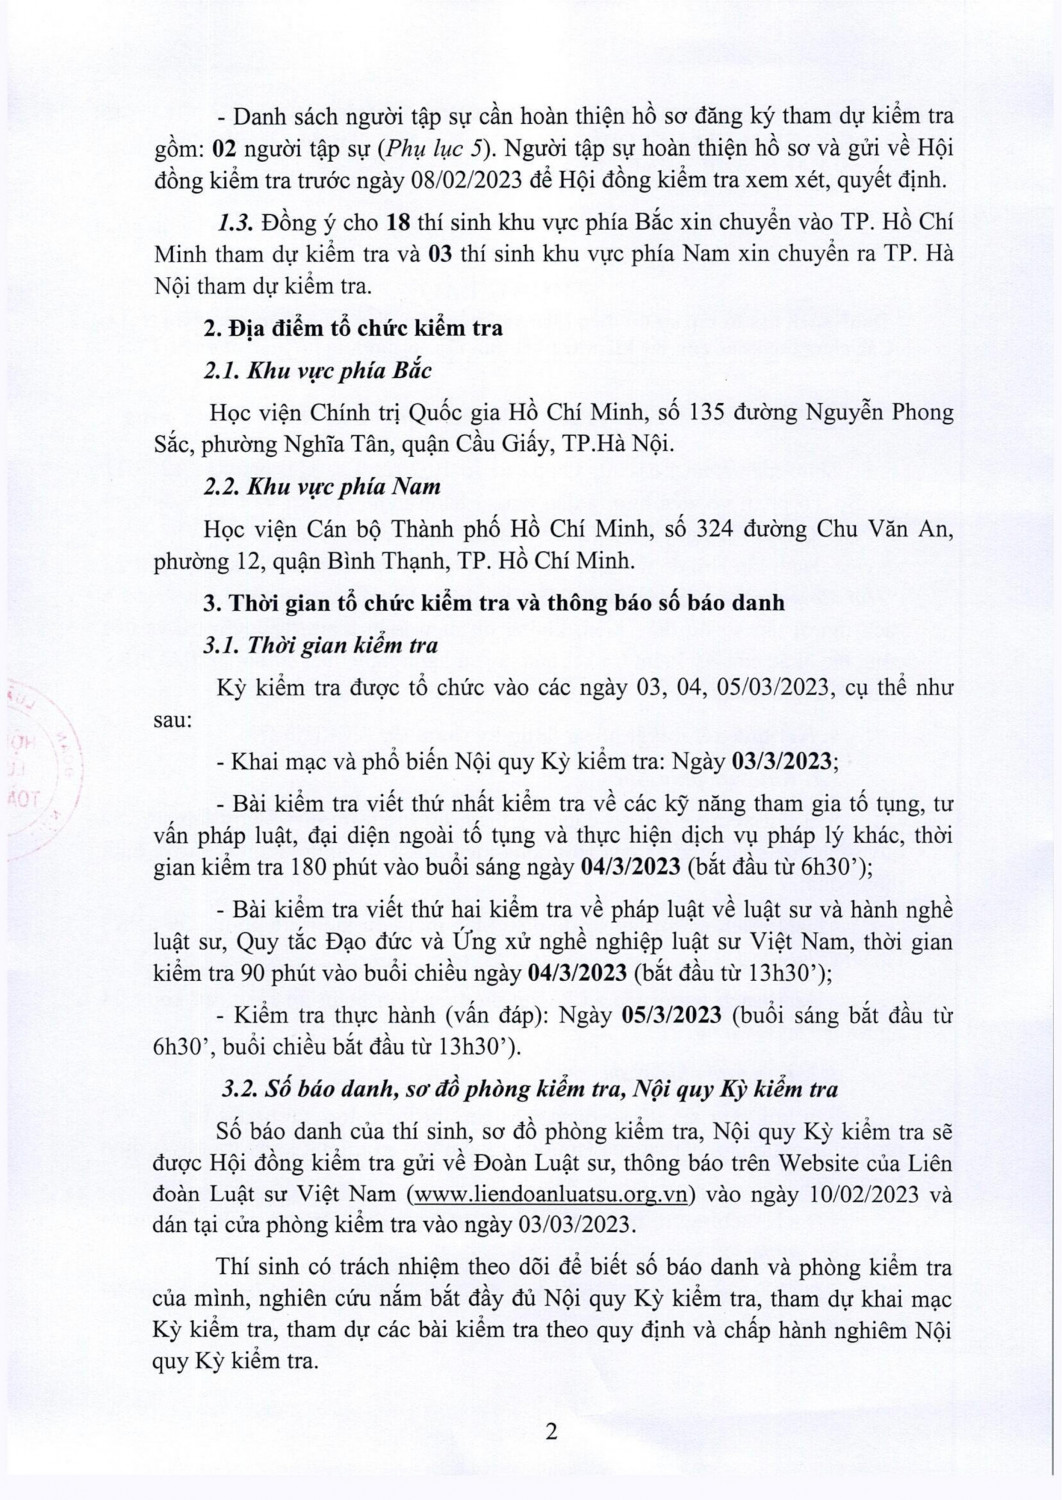 - Danh sách người tập sự cần hoàn thiện hồ sơ đăng ký tham dự kiểm tra
gồm: 02 người tập sự (Phụ lục 5). Người tập sự hoàn thiện hồ sơ và gửi về Hội
đồng kiểm tra trước ngày 08/02/2023 để Hội đồng kiểm tra xem xét, quyết định.
1.3. Đồng ý cho 18 thí sinh khu vực phía Bắc xin chuyển vào TP. Hồ Chí
Minh tham dự kiểm tra và 03 thí sinh khu vực phía Nam xin chuyển ra TP. Hà
Nội tham dự kiểm tra.
2. Địa điểm tổ chức kiểm tra
2.1. Khu vực phía Bắc
Học viện Chính trị Quốc gia Hồ Chí Minh, số 135 đường Nguyễn Phong
Sắc, phường Nghĩa Tân, quận Cầu Giấy, TP.Hà Nội.
2.2. Khu vực phía Nam
Học viện Cán bộ Thành phố Hồ Chí Minh, số 324 đường Chu Văn An,
phường 12, quận Bình Thạnh, TP. Hồ Chí Minh.
3. Thời gian tổ chức kiểm tra và thông báo số báo danh
3.1. Thời gian kiểm tra
Kỳ kiểm tra được tổ chức vào các ngày 03, 04, 05/03/2023, cụ thể như
sau:
- Khai mạc và phổ biến Nội quy Kỳ kiểm tra: Ngày 03/3/2023;
- Bài kiểm tra viết thứ nhất kiểm tra về các kỹ năng tham gia tố tụng, tư
vấn pháp luật, đại diện ngoài tố tụng và thực hiện dịch vụ pháp lý khác, thời
gian kiểm tra 180 phút vào buổi sáng ngày 04/3/2023 (bắt đầu từ 6h30’);
- Bài kiểm tra viết thứ hai kiểm tra về pháp luật về luật sư và hành nghề
luật sư, Quy tắc Đạo đức và Ứng xử nghề nghiệp luật sư Việt Nam, thời gian
kiểm tra 90 phút vào buổi chiều ngày 04/3/2023 (bắt đầu từ 13h30’);
- Kiểm tra thực hành (vấn đáp): Ngày 05/3/2023 (buổi sáng bắt đầu từ
6h30’, buổi chiều bắt đầu từ 13h30’).
3.2. Số báo danh, sơ đồ phòng kiểm tra, Nội quy Kỳ kiểm tra
Số báo danh của thí sinh, sơ đồ phòng kiểm tra, Nội quy Kỳ kiểm tra sẽ
được Hội đồng kiểm tra gửi về Đoàn Luật sư, thông báo trên Website của Liên
đoàn Luật sư Việt Nam (www.liendoanluatsu.org.vn) vào ngày 10/02/2023 và
dán tại cửa phòng kiểm tra vào ngày 03/03/2023.
Thí sinh có trách nhiệm theo dõi để biết số báo danh và phòng kiểm tra
của mình, nghiên cứu nắm bắt đầy đủ Nội quy Kỳ kiểm tra, tham dự khai mạc
Kỳ kiểm tra, tham dự các bài kiểm tra theo quy định và chấp hành nghiêm Nội
quy Kỳ kiểm tra.
2